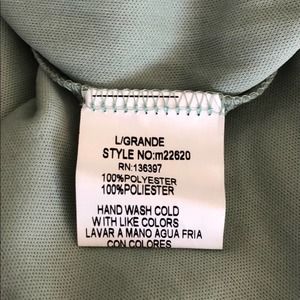 L/GRANDE
STYLE NO:m22620
RN:136397
100%POLYESTER
100%POLIESTER
HAND WASH COLD
WITH LIKE COLORS
LAVAR A MANO AGUA FRIA
CON COLORES